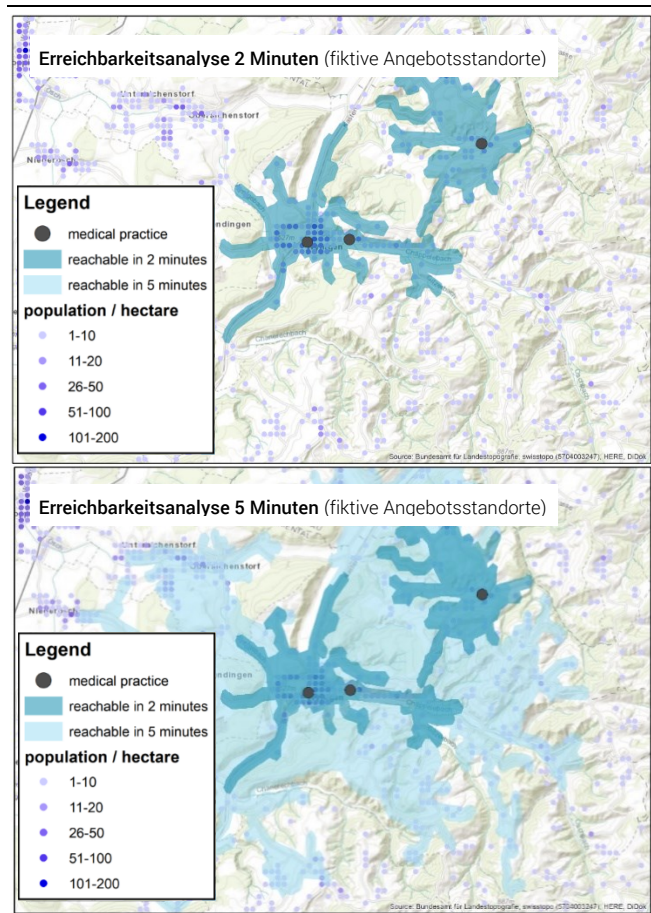 Erreichbarkeitsanalyse 2 Minuten (fiktive Angebotsstandorte)
Legend
medical practice
reachable in 2 minutes
reachable in 5 minutes
population / hectare
1-10
11-20
26-50
51-100
101-200
Source: Bundesamt für Landestopografie, swisstopo (5704003247); HERE, DiDok
Erreichbarkeitsanalyse 5 Minuten (fiktive Angebotsstandorte)
Legend
medical practice
reachable in 2 minutes
reachable in 5 minutes
population / hectare
1-10
11-20
26-50
51-100
101-200
Source: Bundesamt für Landestopografie, swisstopo (5704003247); HERE, DiDok